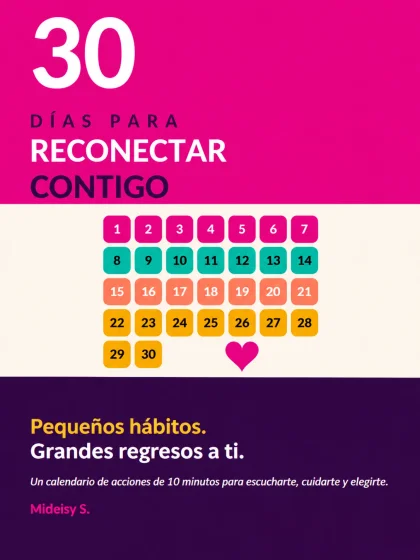 30
DÍAS PARA
RECONECTAR
CONTIGO
1 2 3 4 5 6 7
8 9 10 11 12 13 14
15 16 17 18 19 20 21
22 23 24 25 26 27 28
29 30
Pequeños hábitos.
Grandes regresos a ti.
Un calendario de acciones de 10 minutos para escucharte, cuidarte y elegirte.
Mideisy S.